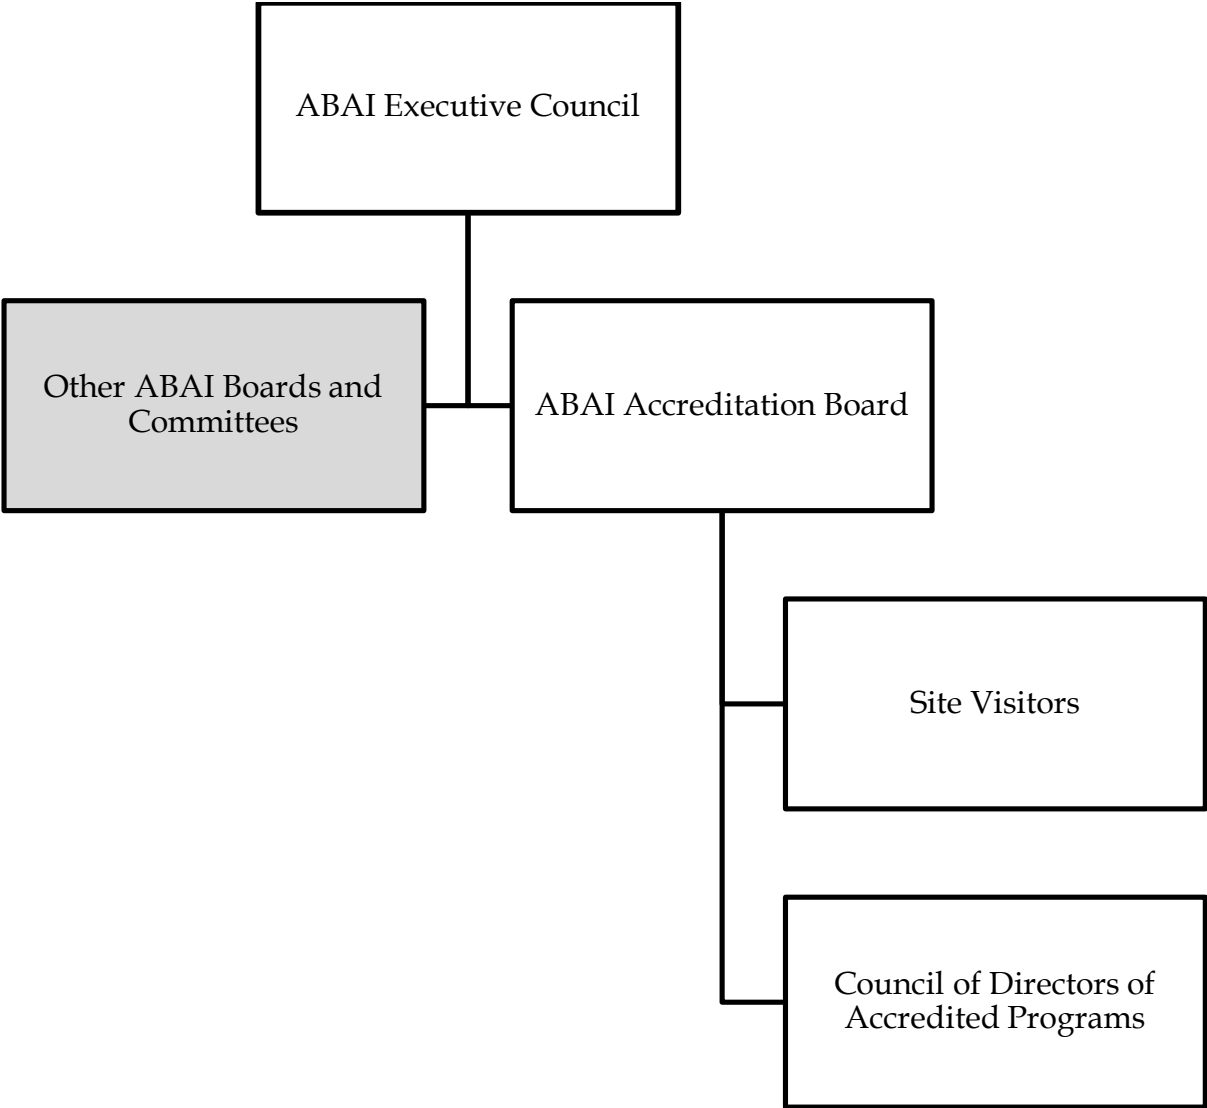 ABAI Executive Council
Other ABAI Boards and
Committees
ABAI Accreditation Board
Site Visitors
Council of Directors of
Accredited Programs